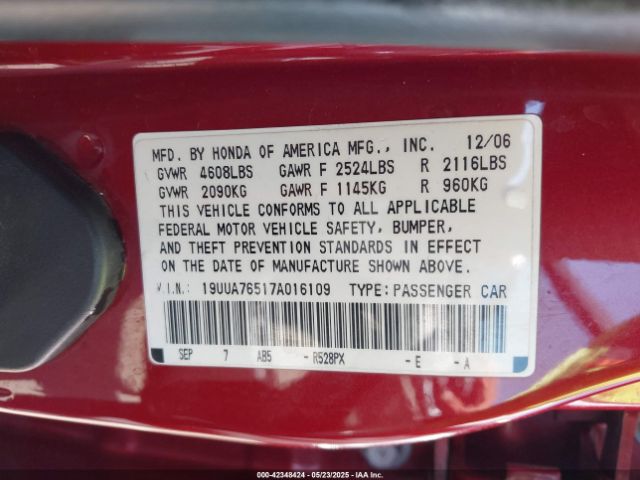 MFD. BY HONDA OF AMERICA MFG., INC. 12/06
GVWR 4608LBS GAWR F 2524LBS R 2116LBS
GVWR 2090KG GAWR F 1145KG R 960KG
THIS VEHICLE CONFORMS TO ALL APPLICABLE
FEDERAL MOTOR VEHICLE SAFETY, BUMPER,
AND THEFT PREVENTION STANDARDS IN EFFECT
ON THE DATE OF MANUFACTURE SHOWN ABOVE.
V.I.N.: 19UUA76517A016109 TYPE:PASSENGER CAR
SEP 7 AB5 - R528PX - E - A
00-42348424 | 05/23/2025 | IAA Inc.